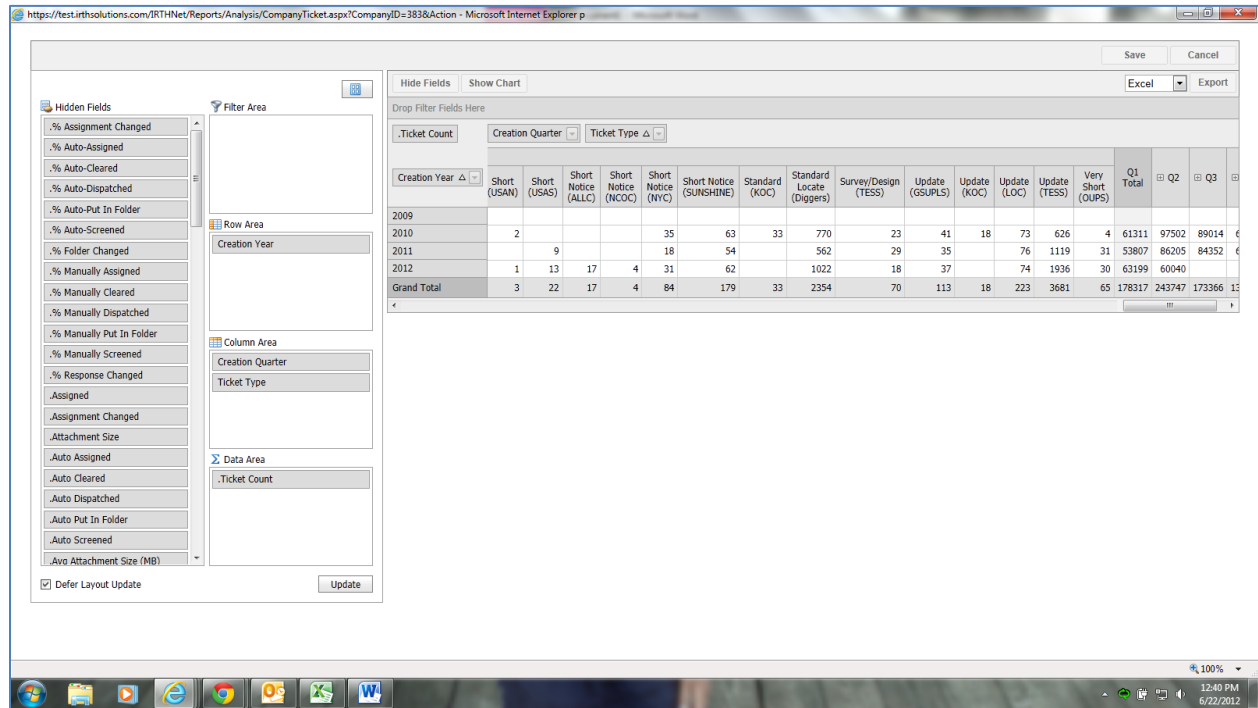 https://test.irthsolutions.com/IRTHNet/Reports/Analysis/CompanyTicket.aspx?CompanyID=383&Action - Microsoft Internet Explorer p
Save Cancel
Hide Fields Show Chart Excel Export
Hidden Fields Filter Area Drop Filter Fields Here
.% Assignment Changed
.% Auto-Assigned
.% Auto-Cleared
.% Auto-Dispatched
.% Auto-Put In Folder
.% Auto-Screened
.% Folder Changed
.% Manually Assigned
.% Manually Cleared
.% Manually Dispatched
.% Manually Put In Folder
.% Manually Screened
.% Response Changed
.Assigned
.Assignment Changed
.Attachment Size
.Auto Assigned
.Auto Cleared
.Auto Dispatched
.Auto Put In Folder
.Auto Screened
.Avg Attachment Size (MB)
Row Area
Creation Year
Column Area
Creation Quarter
Ticket Type
Data Area
.Ticket Count
Defer Layout Update Update
.Ticket Count Creation Quarter Ticket Type
Creation Year Short (USAN) Short (USAS) Short Notice (ALLC) Short Notice (NCOC) Short Notice (NYC) Short Notice (SUNSHINE) Standard (KOC) Standard Locate (Diggers) Survey/Design (TESS) Update (GSUPLS) Update (KOC) Update (LOC) Update (TESS) Very Short (OUPS) Q1 Total Q2 Q3
2009
2010 2 35 63 33 770 23 41 18 73 626 4 61311 97502 89014 6
2011 9 18 54 562 29 35 76 1119 31 53807 86205 84352 6
2012 1 13 17 4 31 62 1022 18 37 74 1936 30 63199 60040
Grand Total 3 22 17 4 84 179 33 2354 70 113 18 223 3681 65 178317 243747 173366 13
100%
12:40 PM
6/22/2012